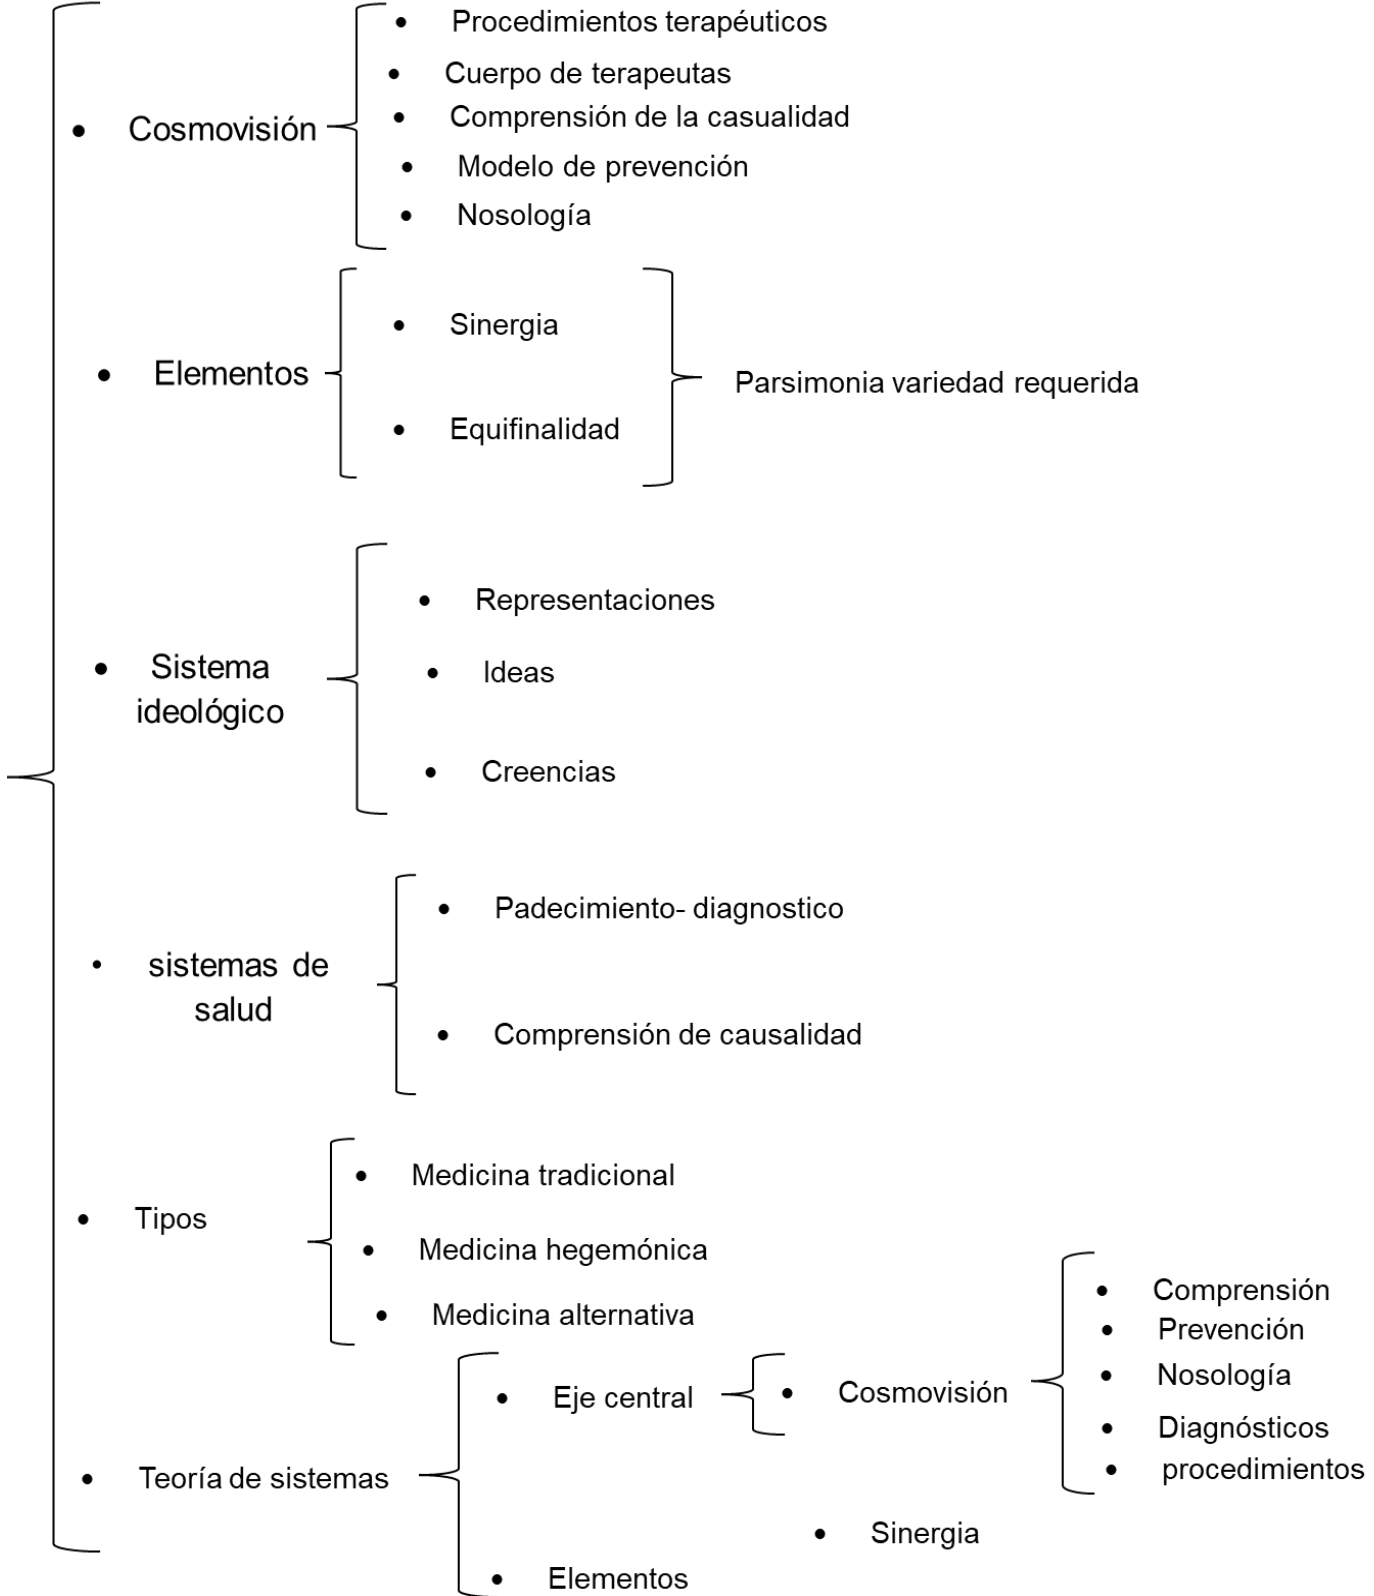 • Cosmovisión
• Procedimientos terapéuticos
• Cuerpo de terapeutas
• Comprensión de la casualidad
• Modelo de prevención
• Nosología
• Elementos
• Sinergia
• Equifinalidad
Parsimonia variedad requerida
• Sistema
ideológico
• Representaciones
• Ideas
• Creencias
• sistemas de
salud
• Padecimiento- diagnostico
• Comprensión de causalidad
• Tipos
• Medicina tradicional
• Medicina hegemónica
• Medicina alternativa
• Teoría de sistemas
• Eje central
• Cosmovisión
• Comprensión
• Prevención
• Nosología
• Diagnósticos
• procedimientos
• Sinergia
• Elementos